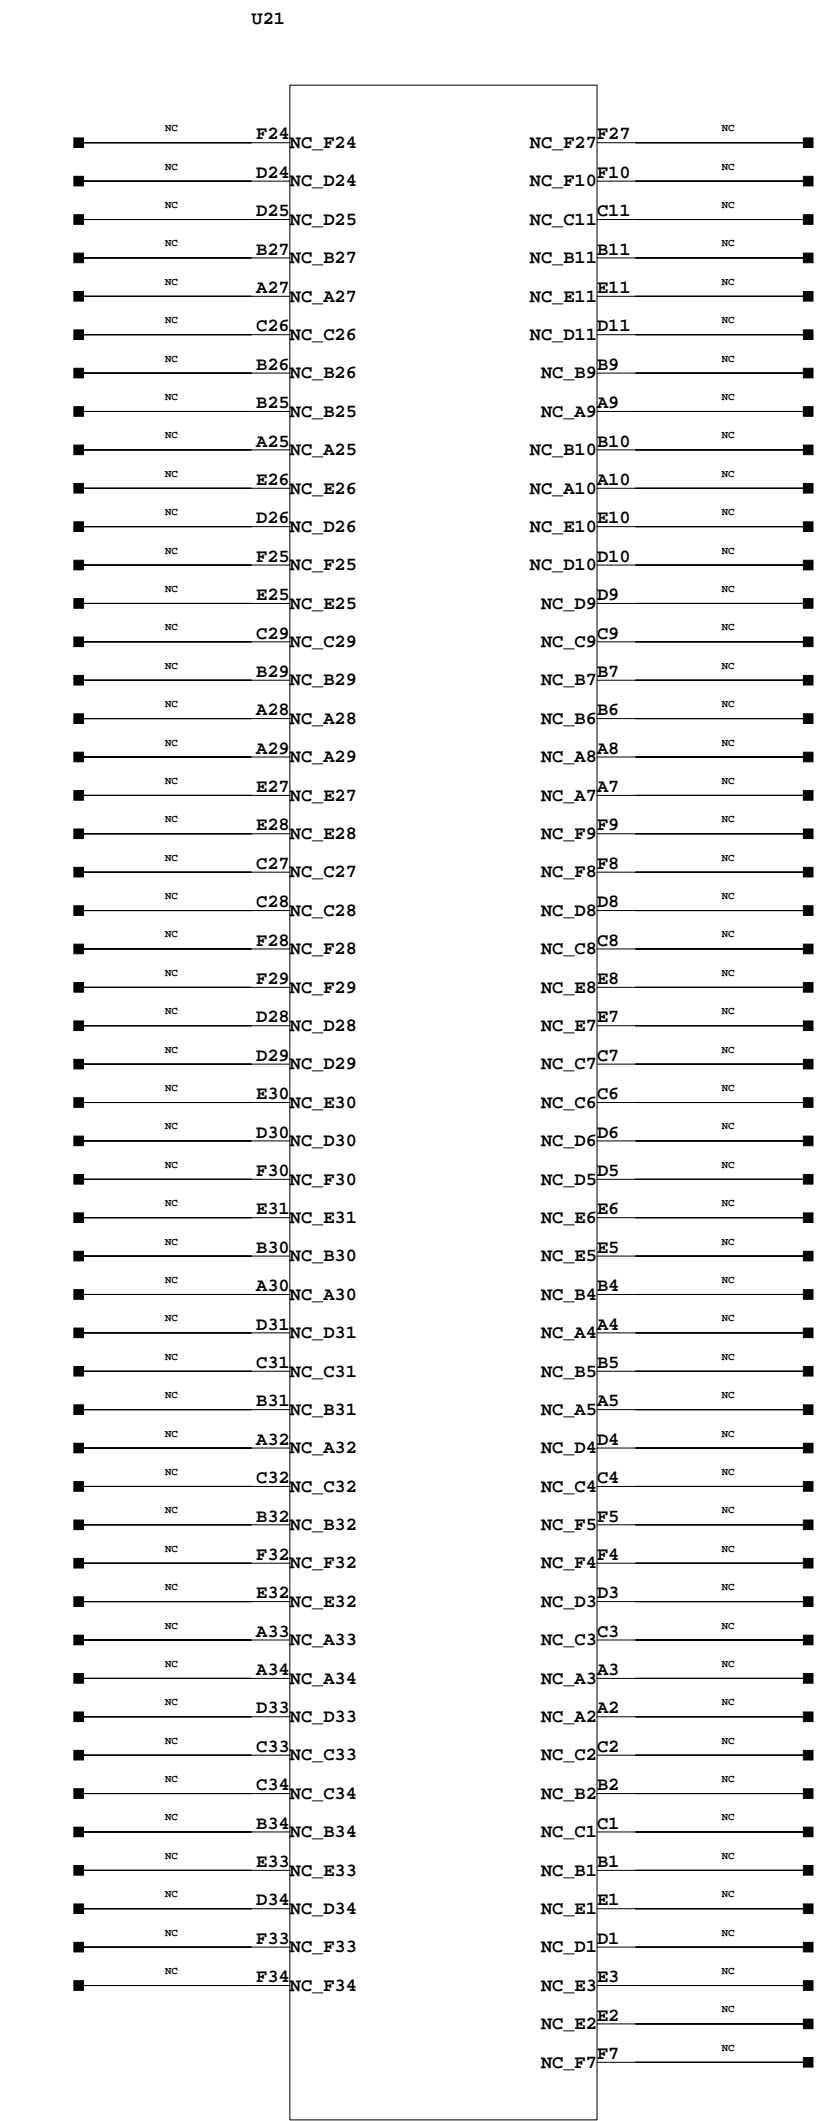 U21
NC F24 NC_F24 NC_F27 F27 NC
NC D24 NC_D24 NC_F10 F10 NC
NC D25 NC_D25 NC_C11 C11 NC
NC B27 NC_B27 NC_B11 B11 NC
NC A27 NC_A27 NC_E11 E11 NC
NC C26 NC_C26 NC_D11 D11 NC
NC B26 NC_B26 NC_B9 B9 NC
NC B25 NC_B25 NC_A9 A9 NC
NC A25 NC_A25 NC_B10 B10 NC
NC E26 NC_E26 NC_A10 A10 NC
NC D26 NC_D26 NC_E10 E10 NC
NC F25 NC_F25 NC_D10 D10 NC
NC E25 NC_E25 NC_D9 D9 NC
NC C29 NC_C29 NC_C9 C9 NC
NC B29 NC_B29 NC_B7 B7 NC
NC A28 NC_A28 NC_B6 B6 NC
NC A29 NC_A29 NC_A8 A8 NC
NC E27 NC_E27 NC_A7 A7 NC
NC E28 NC_E28 NC_F9 F9 NC
NC C27 NC_C27 NC_F8 F8 NC
NC C28 NC_C28 NC_D8 D8 NC
NC F28 NC_F28 NC_C8 C8 NC
NC F29 NC_F29 NC_E8 E8 NC
NC D28 NC_D28 NC_E7 E7 NC
NC D29 NC_D29 NC_C7 C7 NC
NC E30 NC_E30 NC_C6 C6 NC
NC D30 NC_D30 NC_D6 D6 NC
NC F30 NC_F30 NC_D5 D5 NC
NC E31 NC_E31 NC_E6 E6 NC
NC B30 NC_B30 NC_E5 E5 NC
NC A30 NC_A30 NC_B4 B4 NC
NC D31 NC_D31 NC_A4 A4 NC
NC C31 NC_C31 NC_B5 B5 NC
NC B31 NC_B31 NC_A5 A5 NC
NC A32 NC_A32 NC_D4 D4 NC
NC C32 NC_C32 NC_C4 C4 NC
NC B32 NC_B32 NC_F5 F5 NC
NC F32 NC_F32 NC_F4 F4 NC
NC E32 NC_E32 NC_D3 D3 NC
NC A33 NC_A33 NC_C3 C3 NC
NC A34 NC_A34 NC_A3 A3 NC
NC D33 NC_D33 NC_A2 A2 NC
NC C33 NC_C33 NC_C2 C2 NC
NC C34 NC_C34 NC_B2 B2 NC
NC B34 NC_B34 NC_C1 C1 NC
NC E33 NC_E33 NC_B1 B1 NC
NC D34 NC_D34 NC_E1 E1 NC
NC F33 NC_F33 NC_D1 D1 NC
NC F34 NC_F34 NC_E3 E3 NC
NC_E2 E2 NC
NC_F7 F7 NC